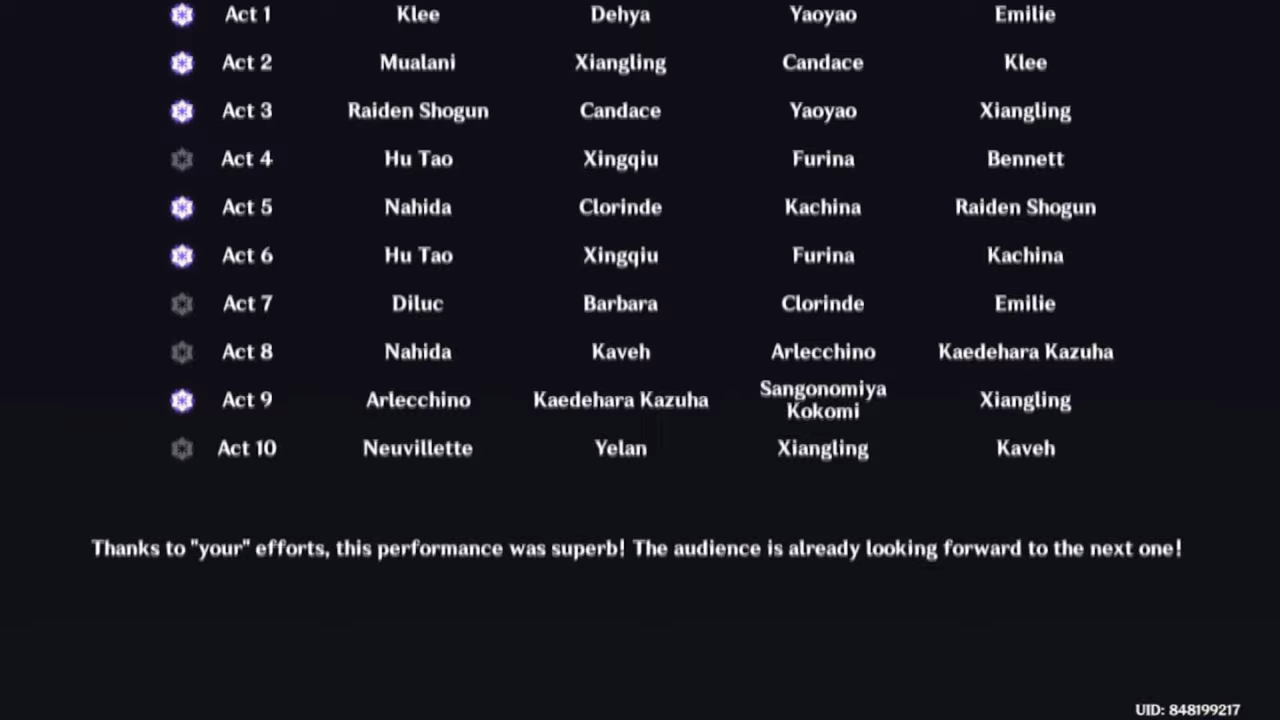 Act 1 Klee Dehya Yaoyao Emilie
Act 2 Mualani Xiangling Candace Klee
Act 3 Raiden Shogun Candace Yaoyao Xiangling
Act 4 Hu Tao Xingqiu Furina Bennett
Act 5 Nahida Clorinde Kachina Raiden Shogun
Act 6 Hu Tao Xingqiu Furina Kachina
Act 7 Diluc Barbara Clorinde Emilie
Act 8 Nahida Kaveh Arlecchino Kaedehara Kazuha
Act 9 Arlecchino Kaedehara Kazuha Sangonomiya Kokomi Xiangling
Act 10 Neuvillette Yelan Xiangling Kaveh
Thanks to "your" efforts, this performance was superb! The audience is already looking forward to the next one!
UID: 848199217